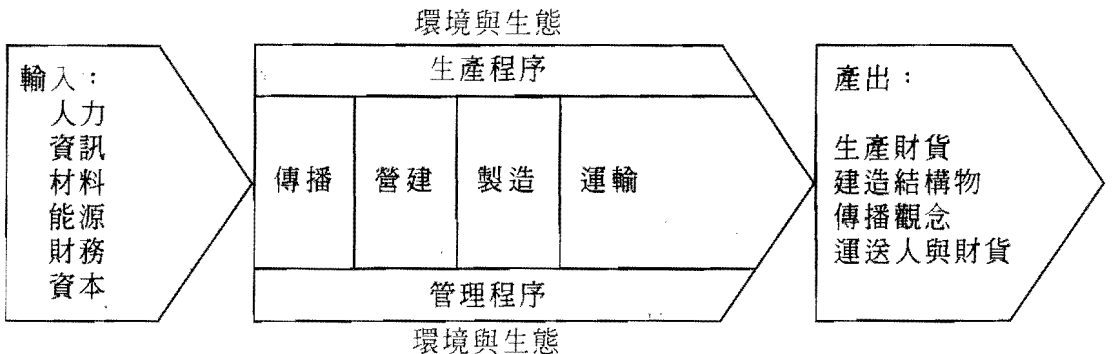 環境與生態
輸入：
人力
資訊
材料
能源
財務
資本
生產程序
傳播
營建
製造
運輸
管理程序
產出：
生產財貨
建造結構物
傳播觀念
運送人與財貨
環境與生態